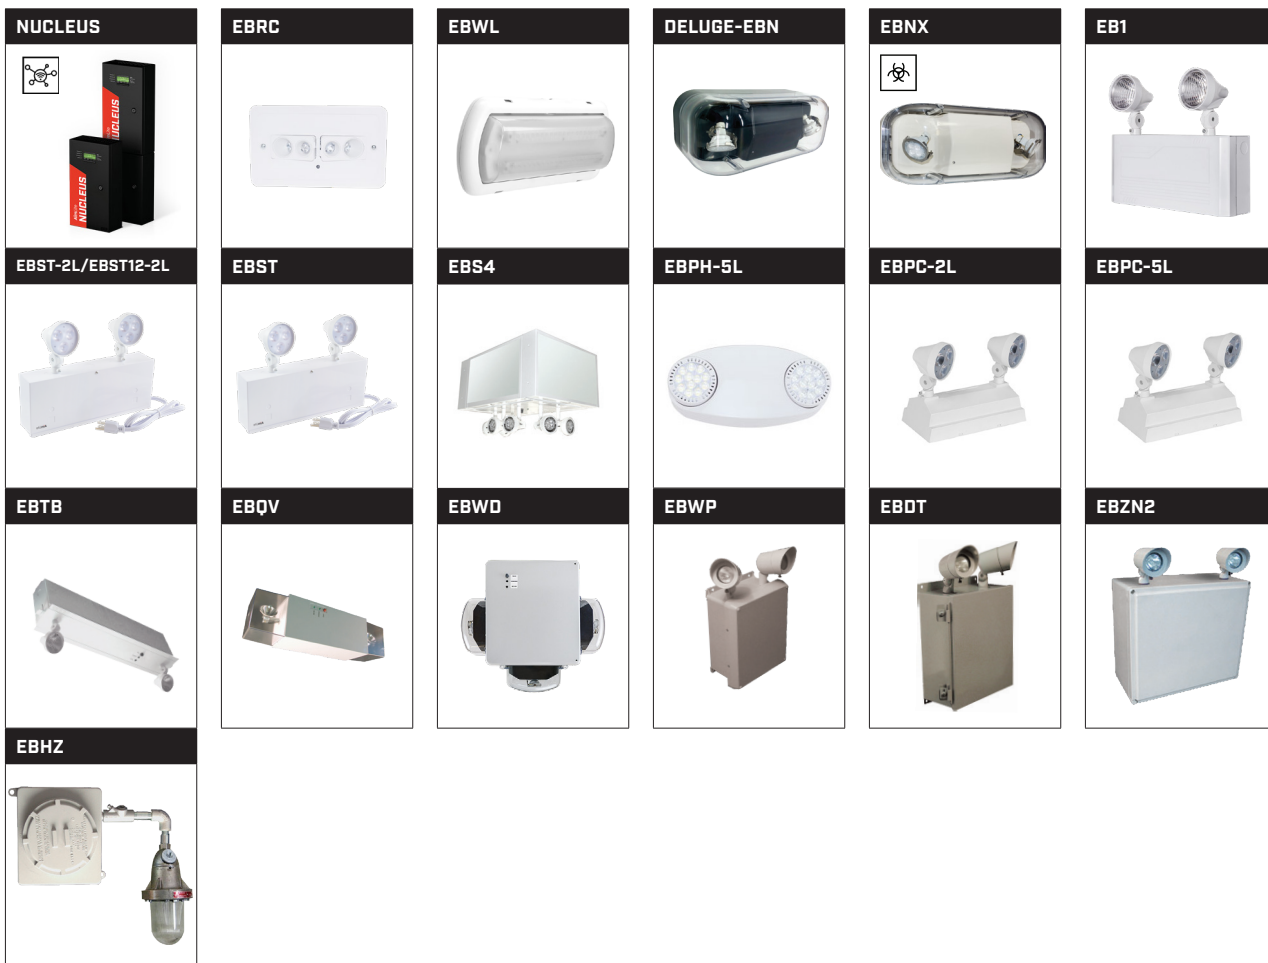 NUCLEUS
EBRC
EBWL
DELUGE-EBN
EBNX
EB1
NUCLEUS
NUCLEUS
EBST-2L/EBST12-2L
EBST
EBS4
EBPH-5L
EBPC-2L
EBPC-5L
EBTB
EBQV
EBWD
EBWP
EBDT
EBZN2
EBHZ